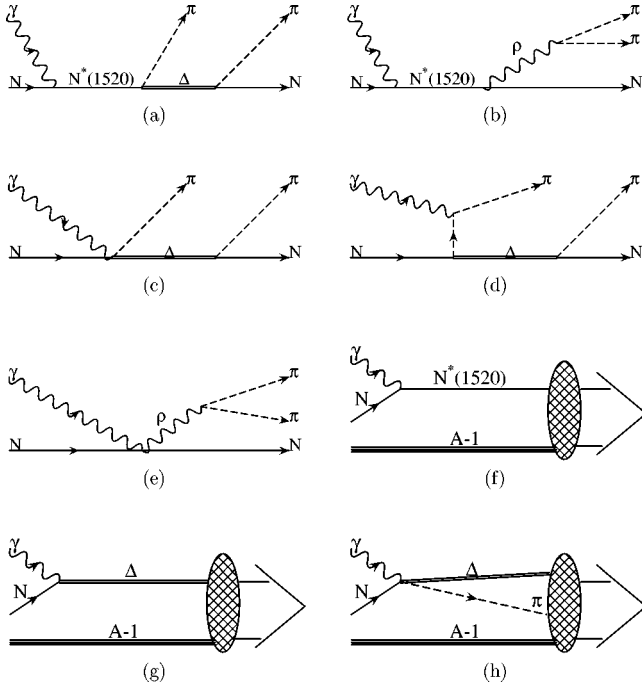 γ π π
N N*(1520) Δ N
(a)
γ π
ρ π
N N*(1520) N
(b)
γ π π
N Δ N
(c)
γ π π
N Δ N
(d)
γ π
ρ π
N N
(e)
γ
N N*(1520)
A-1
(f)
γ
N Δ
A-1
(g)
γ
N Δ
π
A-1
(h)